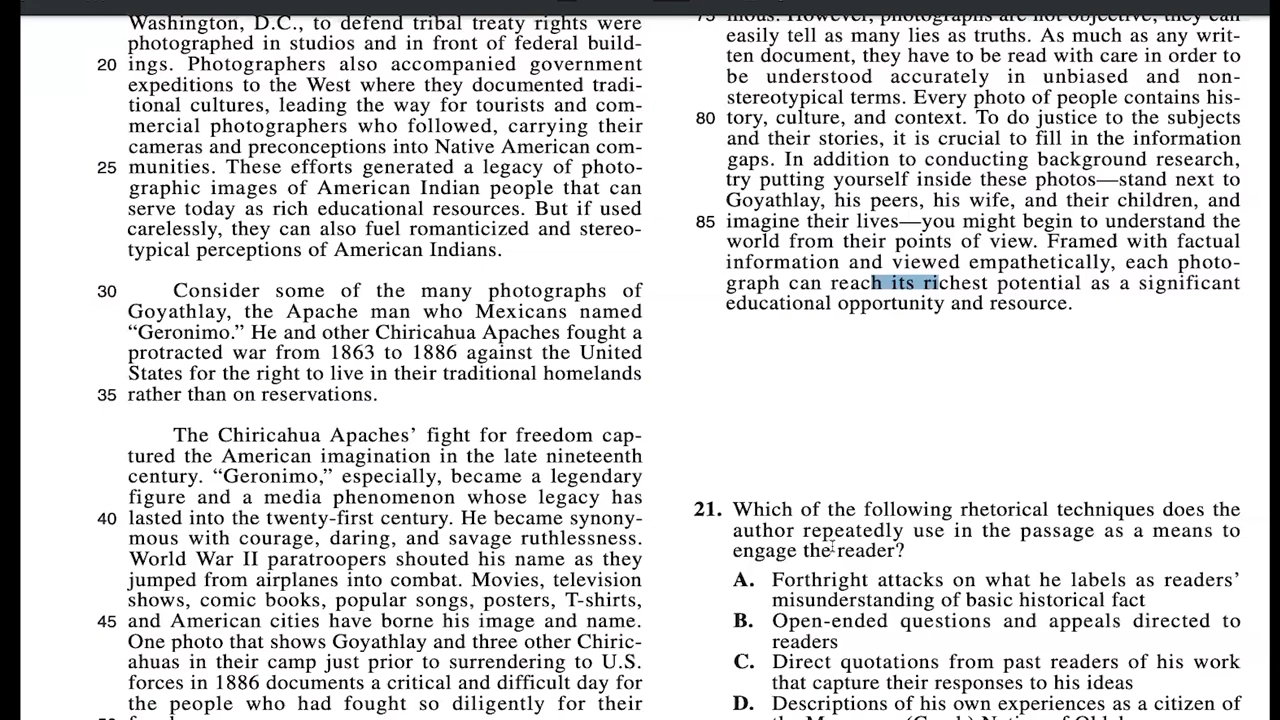 Washington, D.C., to defend tribal treaty rights were
photographed in studios and in front of federal build-
20 ings. Photographers also accompanied government
expeditions to the West where they documented tradi-
tional cultures, leading the way for tourists and com-
mercial photographers who followed, carrying their
cameras and preconceptions into Native American com-
25 munities. These efforts generated a legacy of photo-
graphic images of American Indian people that can
serve today as rich educational resources. But if used
carelessly, they can also fuel romanticized and stereo-
typical perceptions of American Indians.
30 Consider some of the many photographs of
Goyathlay, the Apache man who Mexicans named
“Geronimo.” He and other Chiricahua Apaches fought a
protracted war from 1863 to 1886 against the United
States for the right to live in their traditional homelands
35 rather than on reservations.
The Chiricahua Apaches’ fight for freedom cap-
tured the American imagination in the late nineteenth
century. “Geronimo,” especially, became a legendary
figure and a media phenomenon whose legacy has
40 lasted into the twenty-first century. He became synony-
mous with courage, daring, and savage ruthlessness.
World War II paratroopers shouted his name as they
jumped from airplanes into combat. Movies, television
shows, comic books, popular songs, posters, T-shirts,
45 and American cities have borne his image and name.
One photo that shows Goyathlay and three other Chiric-
ahuas in their camp just prior to surrendering to U.S.
forces in 1886 documents a critical and difficult day for
the people who had fought so diligently for their
75 However, photographs are not objective; they can
easily tell as many lies as truths. As much as any writ-
ten document, they have to be read with care in order to
be understood accurately in unbiased and non-
stereotypical terms. Every photo of people contains his-
80 tory, culture, and context. To do justice to the subjects
and their stories, it is crucial to fill in the information
gaps. In addition to conducting background research,
try putting yourself inside these photos—stand next to
Goyathlay, his peers, his wife, and their children, and
85 imagine their lives—you might begin to understand the
world from their points of view. Framed with factual
information and viewed empathetically, each photo-
graph can reach its richest potential as a significant
educational opportunity and resource.
21. Which of the following rhetorical techniques does the
author repeatedly use in the passage as a means to
engage the reader?
A. Forthright attacks on what he labels as readers’
misunderstanding of basic historical fact
B. Open-ended questions and appeals directed to
readers
C. Direct quotations from past readers of his work
that capture their responses to his ideas
D. Descriptions of his own experiences as a citizen of